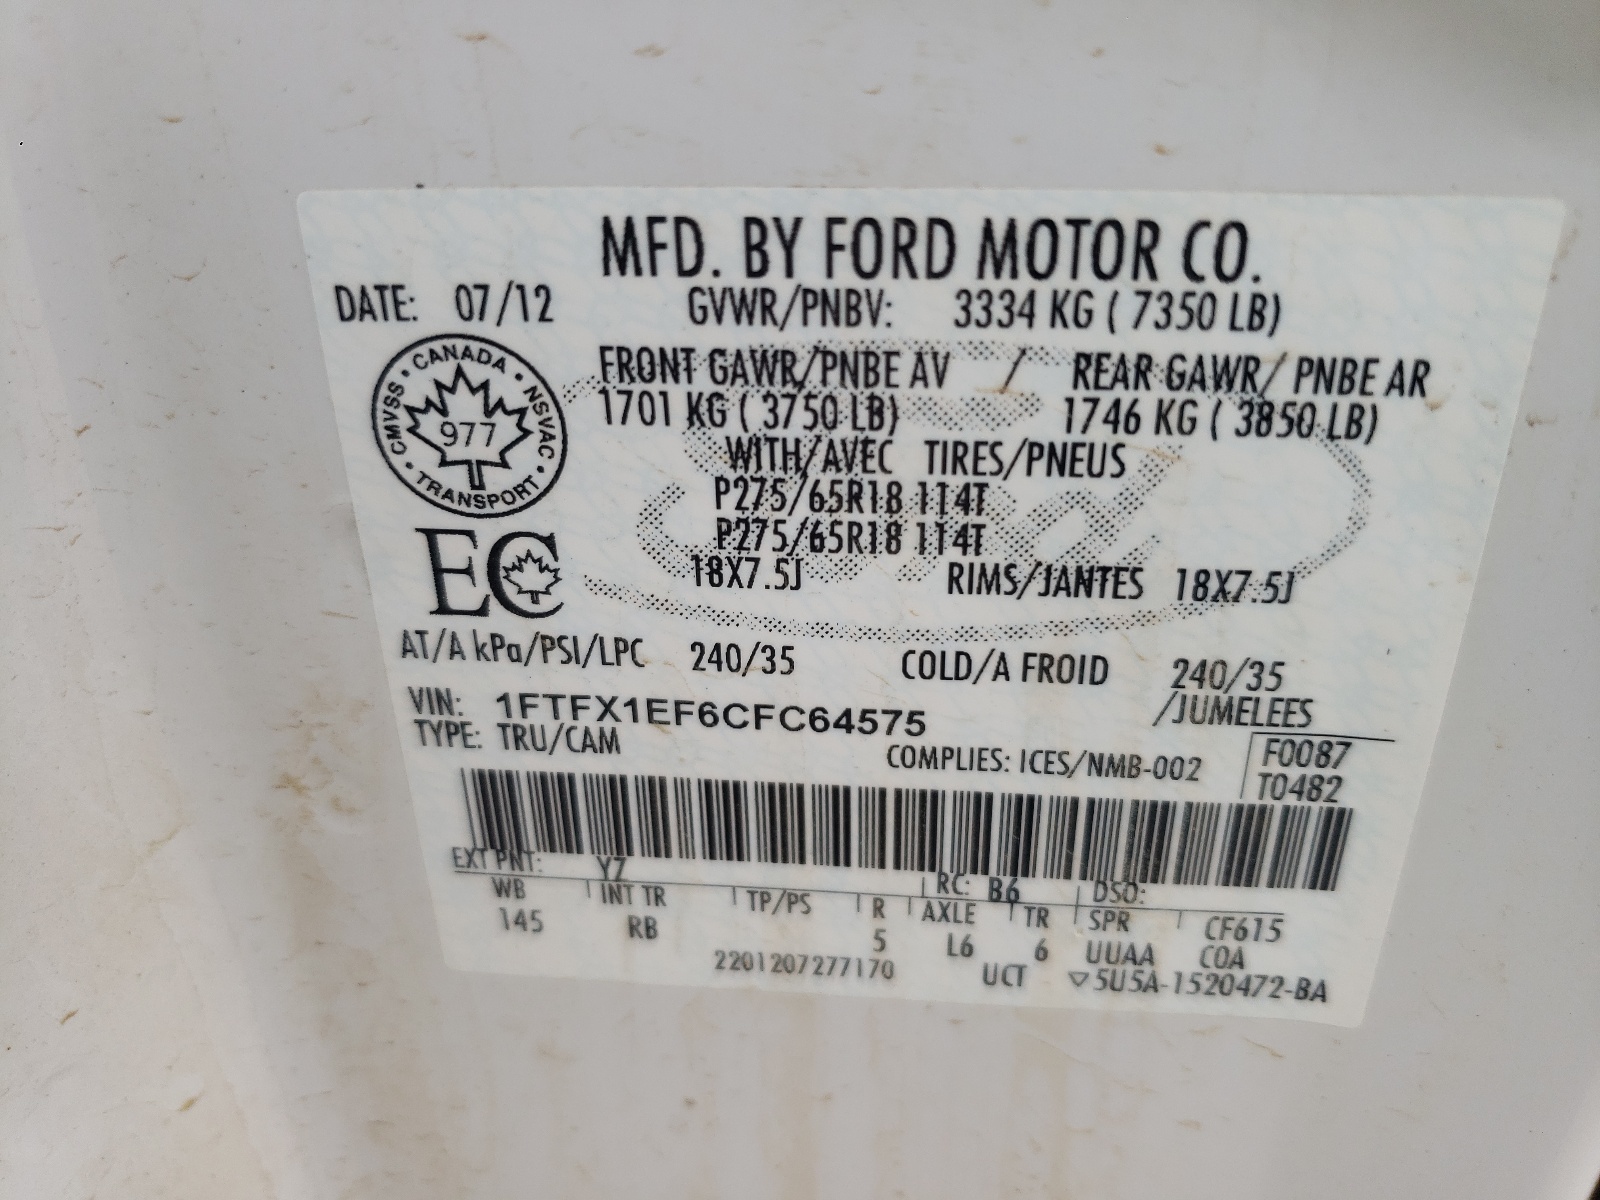 MFD. BY FORD MOTOR CO.
DATE: 07/12 GVWR/PNBV: 3334 KG ( 7350 LB)
FRONT GAWR/PNBE AV / REAR GAWR/ PNBE AR
1701 KG ( 3750 LB) 1746 KG ( 3850 LB)
WITH/AVEC TIRES/PNEUS
P275/65R18 114T
P275/65R18 114T
18X7.5J RIMS/JANTES 18X7.5J
CANADA • NSVAC • TRANSPORT • CMVSS •
977
EC
AT/A kPa/PSI/LPC 240/35 COLD/A FROID 240/35
VIN: 1FTFX1EF6CFC64575 /JUMELEES
TYPE: TRU/CAM COMPLIES: ICES/NMB-002 F0087
T0482
EXT PNT: YZ RC: B6 DSO:
WB INT TR TP/PS R AXLE TR SPR CF615
145 RB 5 L6 6 UUAA COA
2201207277170 UCT ▽5U5A-1520472-BA